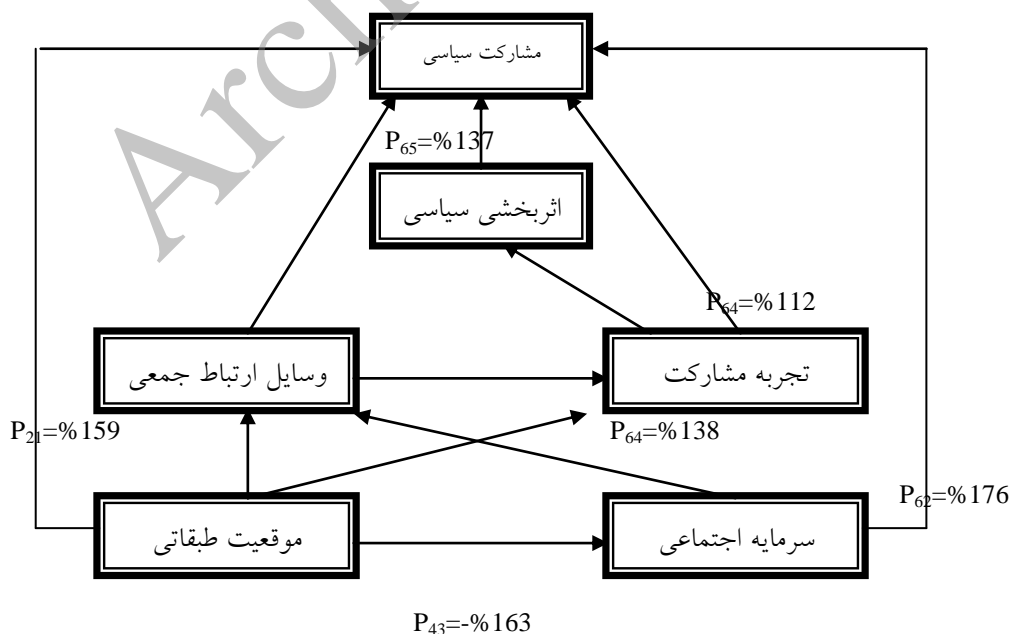 مشارکت سیاسی
P65=%137
اثربخشی سیاسی
P64=%112
وسایل ارتباط جمعی
تجربه مشارکت
P21=%159
P64=%138
P62=%176
موقعیت طبقاتی
سرمایه اجتماعی
P43=-%163